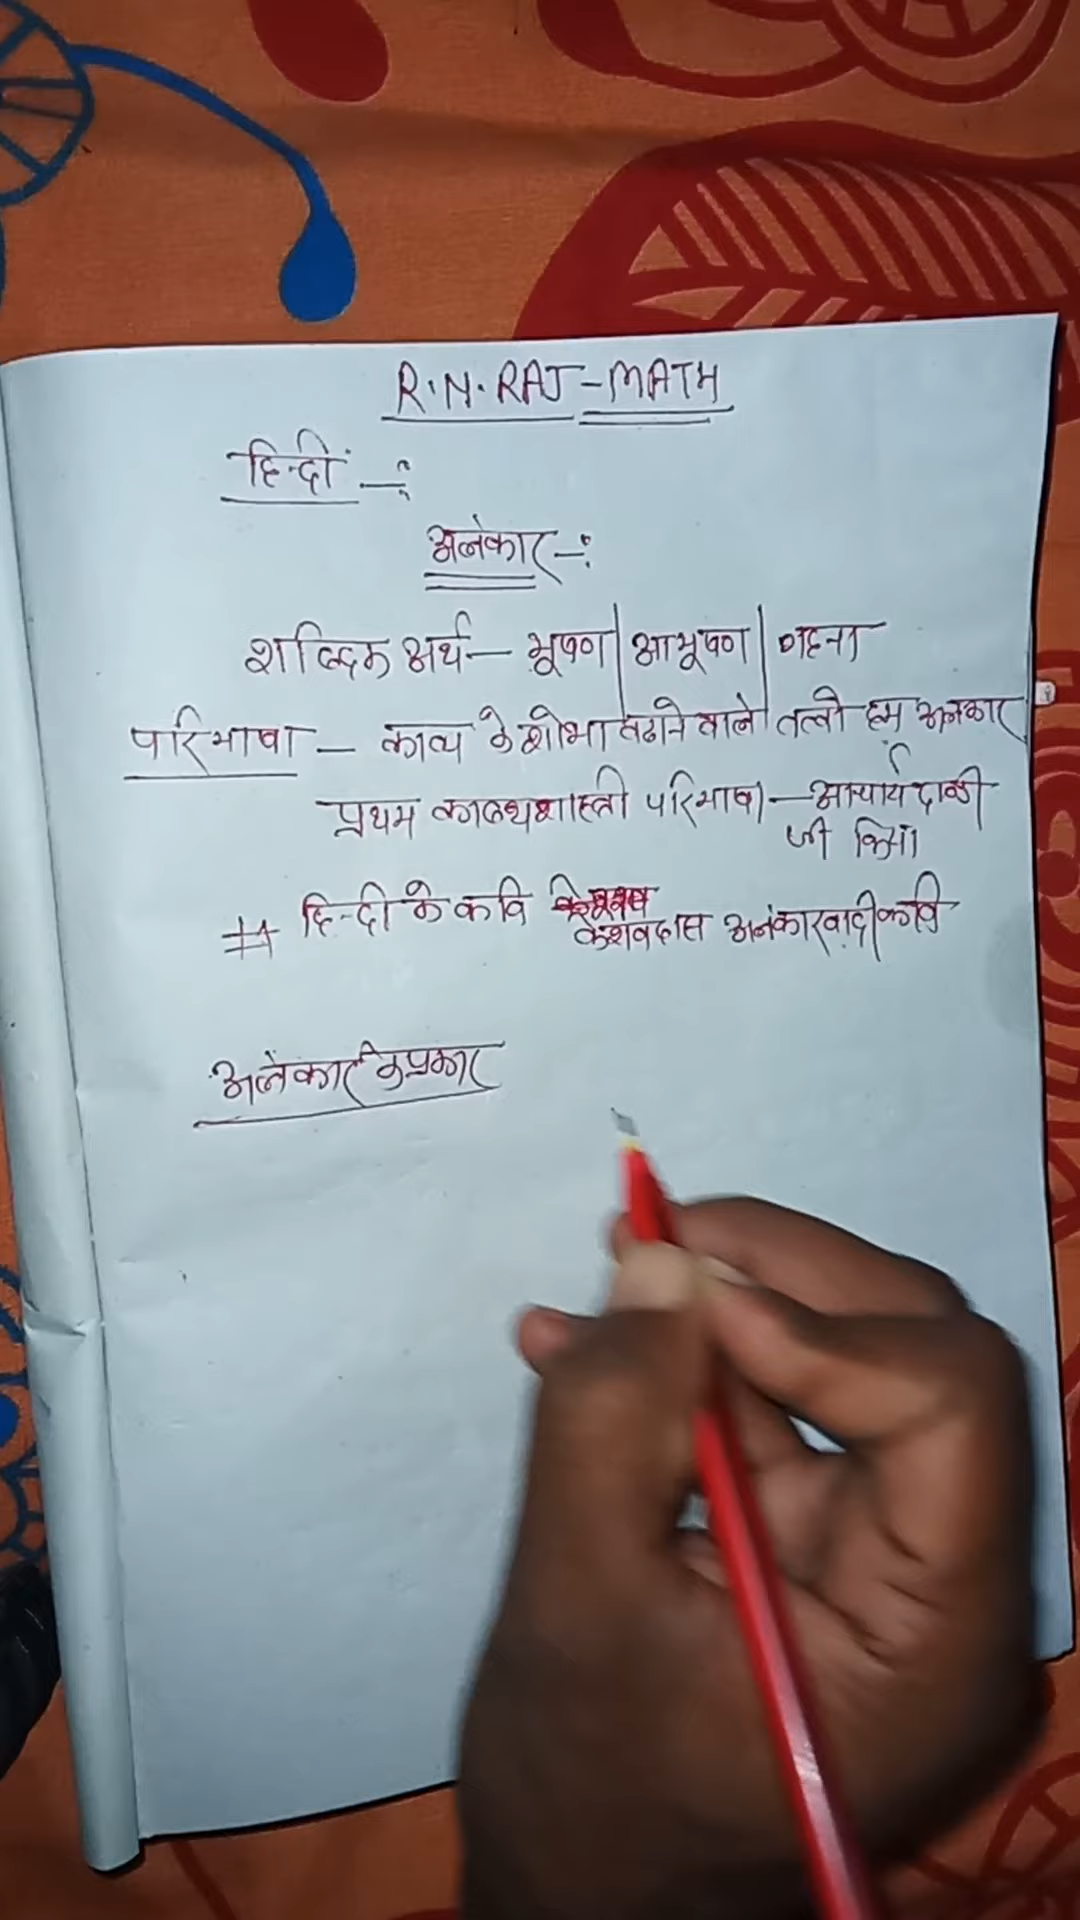 R.N. RAJ - MATH
हिन्दी -:
अलंकार -:
शाब्दिक अर्थ - भूषण | आभूषण | गहना
परिभाषा - काव्य के शोभा बढाने वाले तत्वो हम अलंकार
प्रथम काव्यशास्त्री परिभाषा - आचार्य दण्डी
जी किया
# हिन्दी के कवि
केशवदास अलंकारवादी कवि
अलंकार के प्रकार